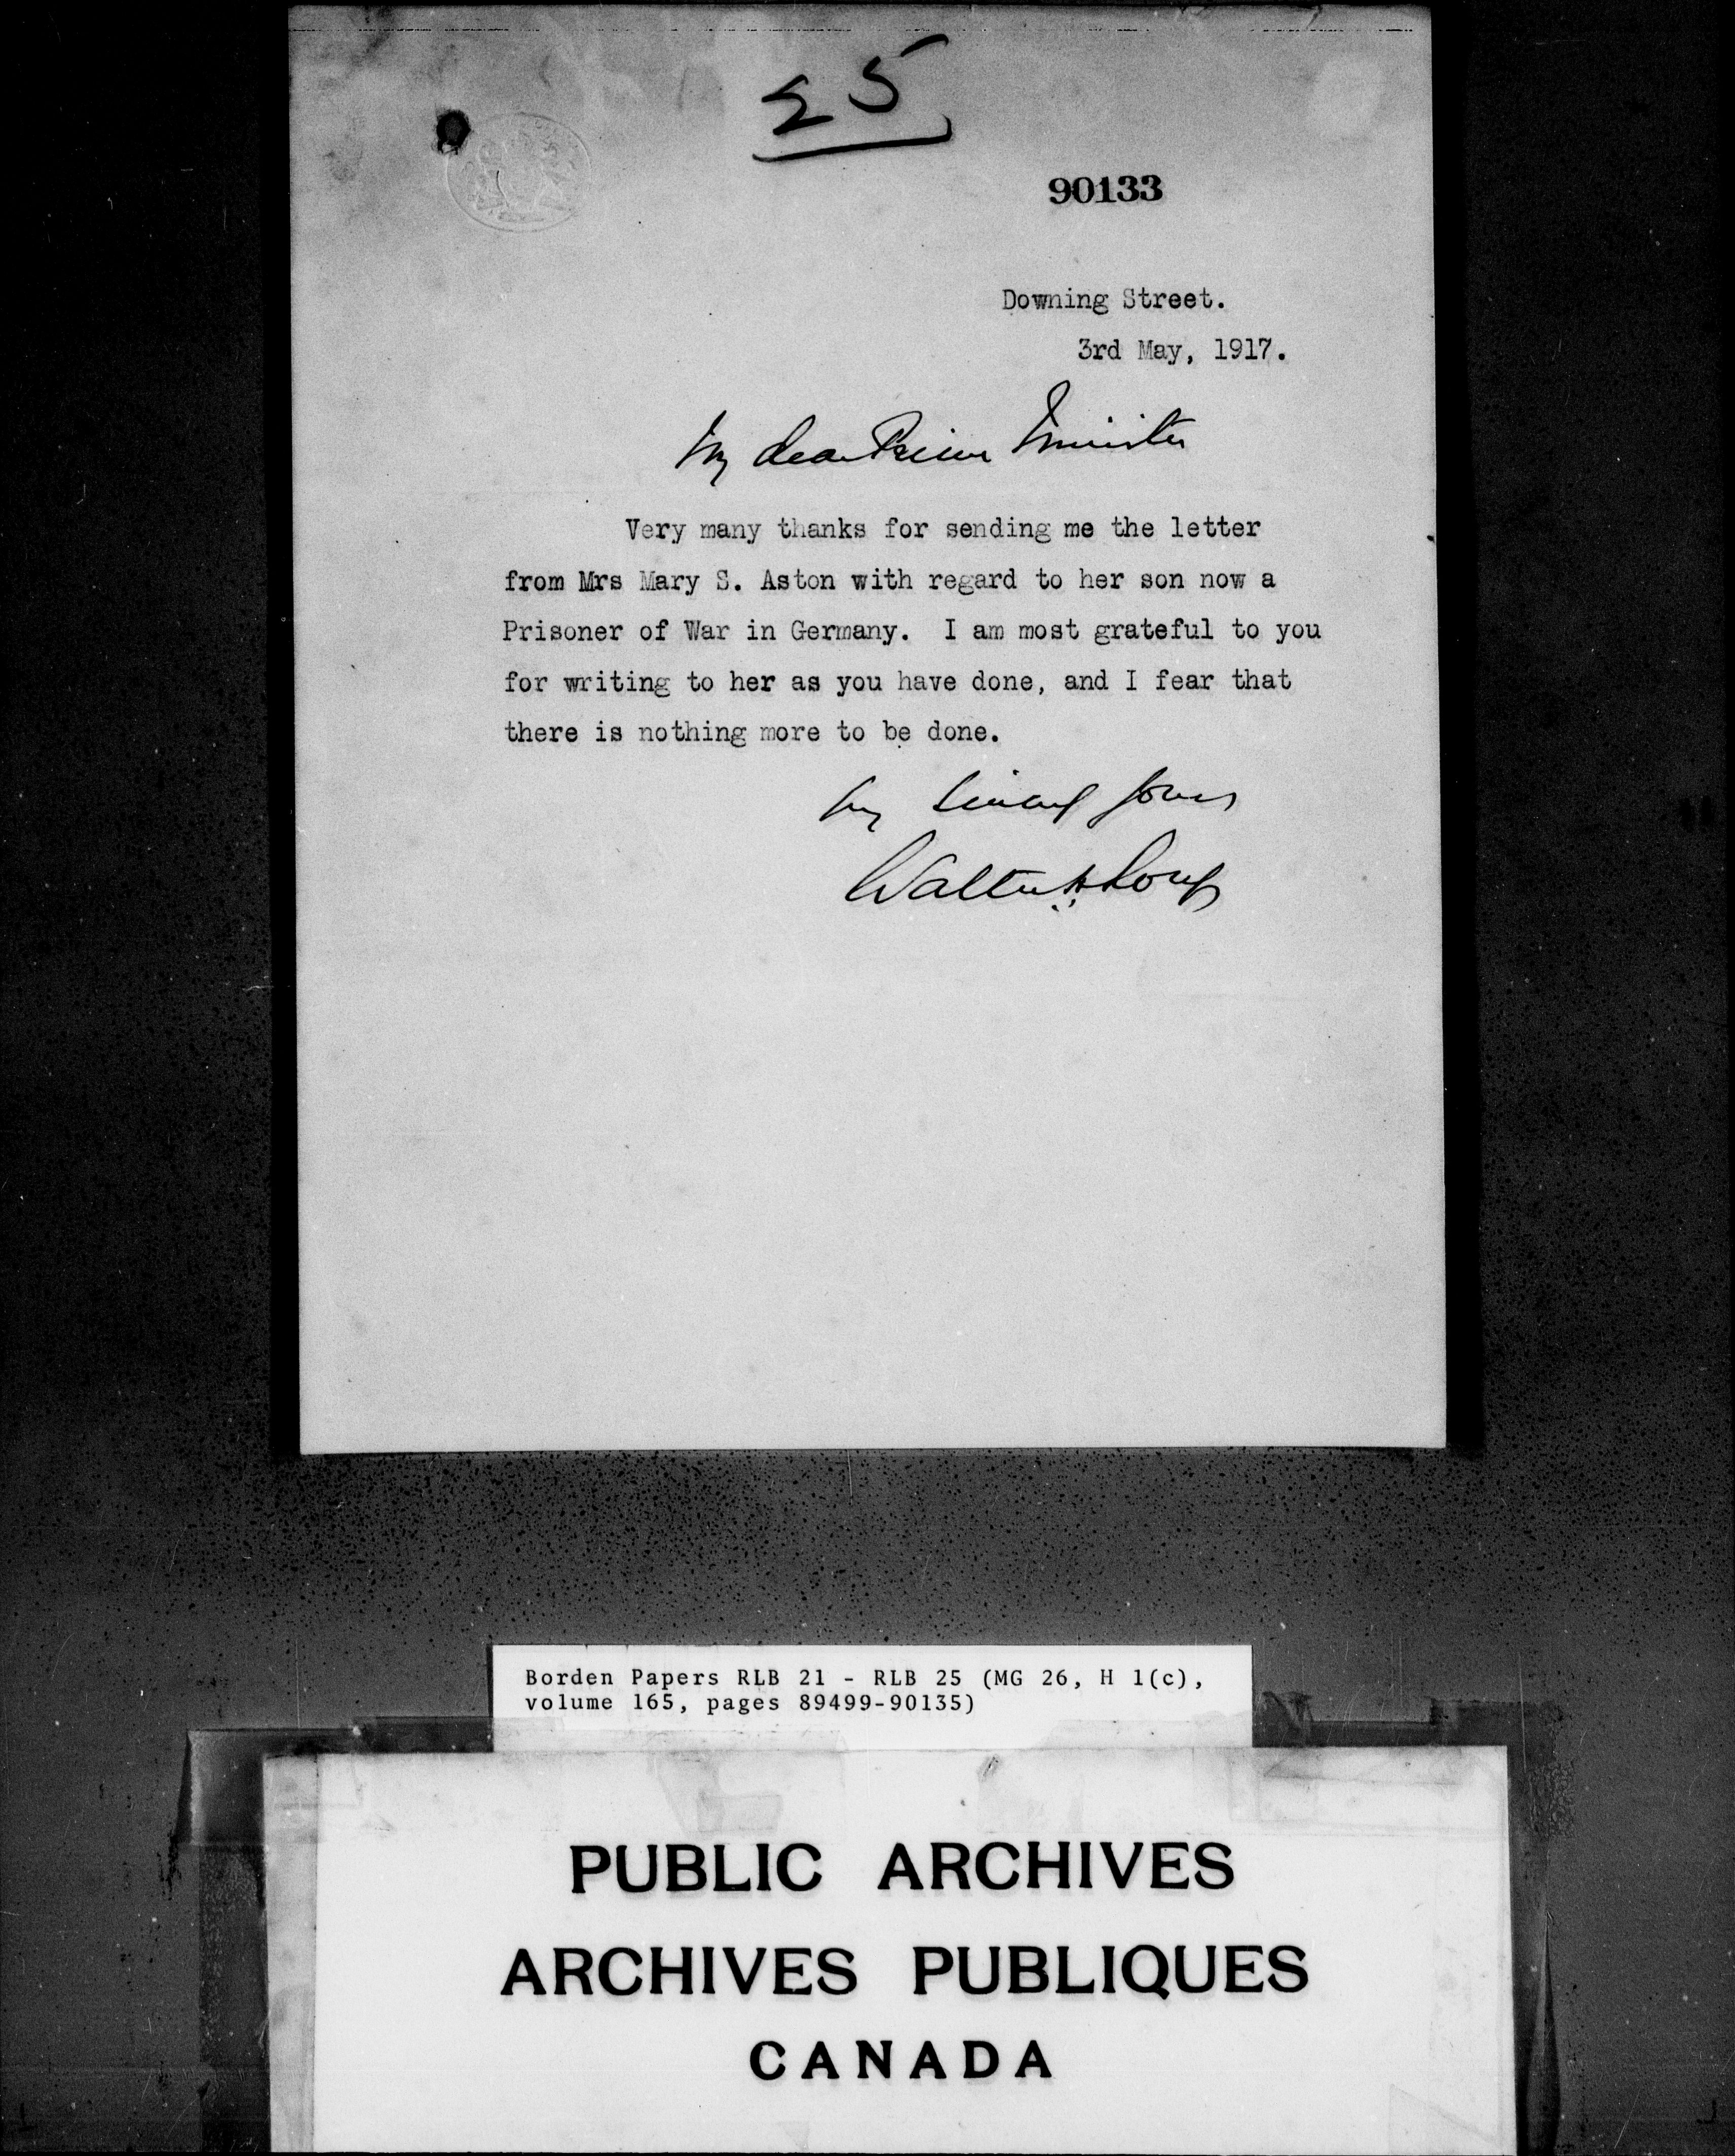 25
90133
Downing Street.
3rd May, 1917.
My dear Prime Minister
Very many thanks for sending me the letter
from Mrs Mary S. Aston with regard to her son now a
Prisoner of War in Germany. I am most grateful to you
for writing to her as you have done, and I fear that
there is nothing more to be done.
sincerely yours
Walter H Long
Borden Papers RLB 21 - RLB 25 (MG 26, H 1(c),
volume 165, pages 89499-90135)
PUBLIC ARCHIVES
ARCHIVES PUBLIQUES
CANADA